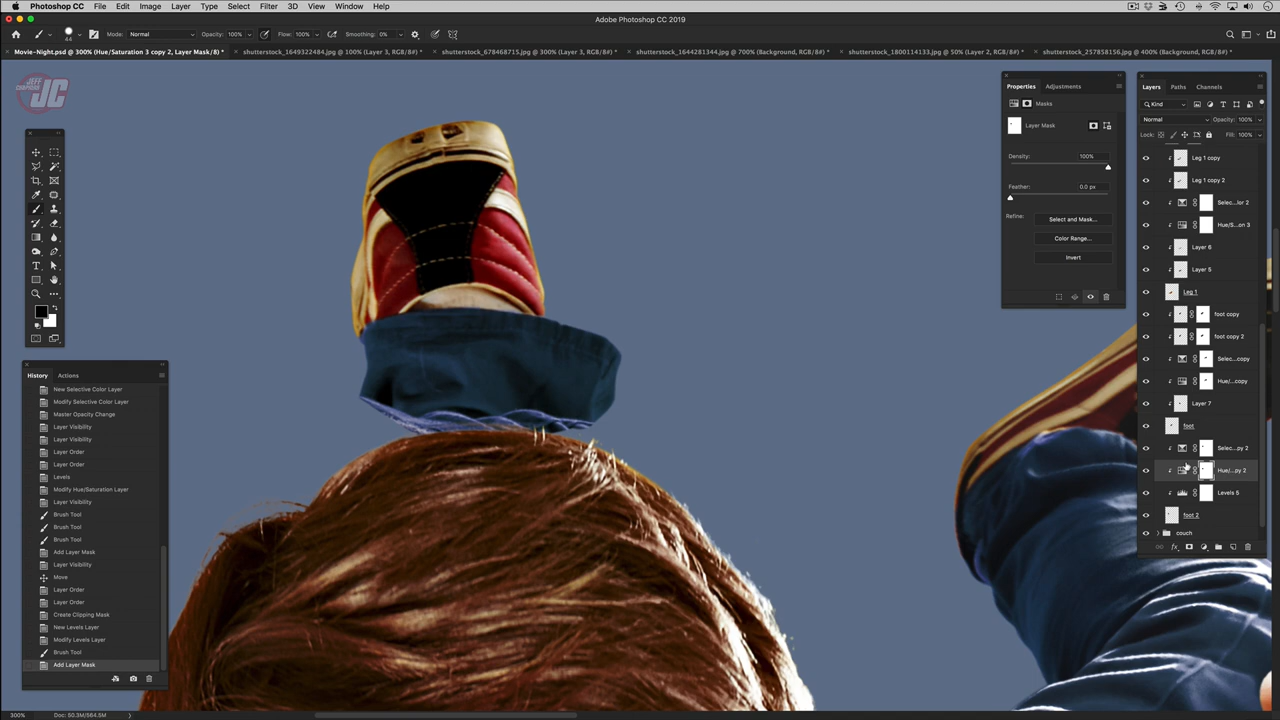 Photoshop CC File Edit Image Layer Type Select Filter 3D View Window Help
Adobe Photoshop CC 2019
44 Mode: Normal Opacity: 100% Flow: 100% Smoothing: 0%
Movie-Night.psd @ 300% (Hue/Saturation 3 copy 2, Layer Mask/8) *
shutterstock_1649322484.jpg @ 100% (Layer 3, RGB/8#) *
shutterstock_678468715.jpg @ 300% (Layer 3, RGB/8#) *
shutterstock_1644281344.jpg @ 700% (Background, RGB/8#) *
shutterstock_1800114133.jpg @ 50% (Layer 2, RGB/8#) *
shutterstock_257858156.jpg @ 400% (Background, RGB/8#) *
JEFF
CHAMPION
JC
Properties Adjustments
Masks
Layer Mask
Density: 100%
Feather: 0.0 px
Refine: Select and Mask...
Color Range...
Invert
Layers Paths Channels
Kind
Normal Opacity: 100%
Lock: Fill: 100%
Leg 1 copy
Leg 1 copy 2
Selec...lor 2
Hue/S...on 3
Layer 6
Layer 5
Leg 1
foot copy
foot copy 2
Selec...copy
Hue/...copy
Layer 7
foot
Selec...py 2
Hue/...py 2
Levels 5
foot 2
couch
History Actions
New Selective Color Layer
Modify Selective Color Layer
Master Opacity Change
Layer Visibility
Layer Visibility
Layer Order
Layer Order
Levels
Modify Hue/Saturation Layer
Layer Visibility
Brush Tool
Brush Tool
Brush Tool
Add Layer Mask
Layer Visibility
Move
Layer Order
Layer Order
Create Clipping Mask
New Levels Layer
Modify Levels Layer
Brush Tool
Add Layer Mask
300% Doc: 50.3M/564.5M